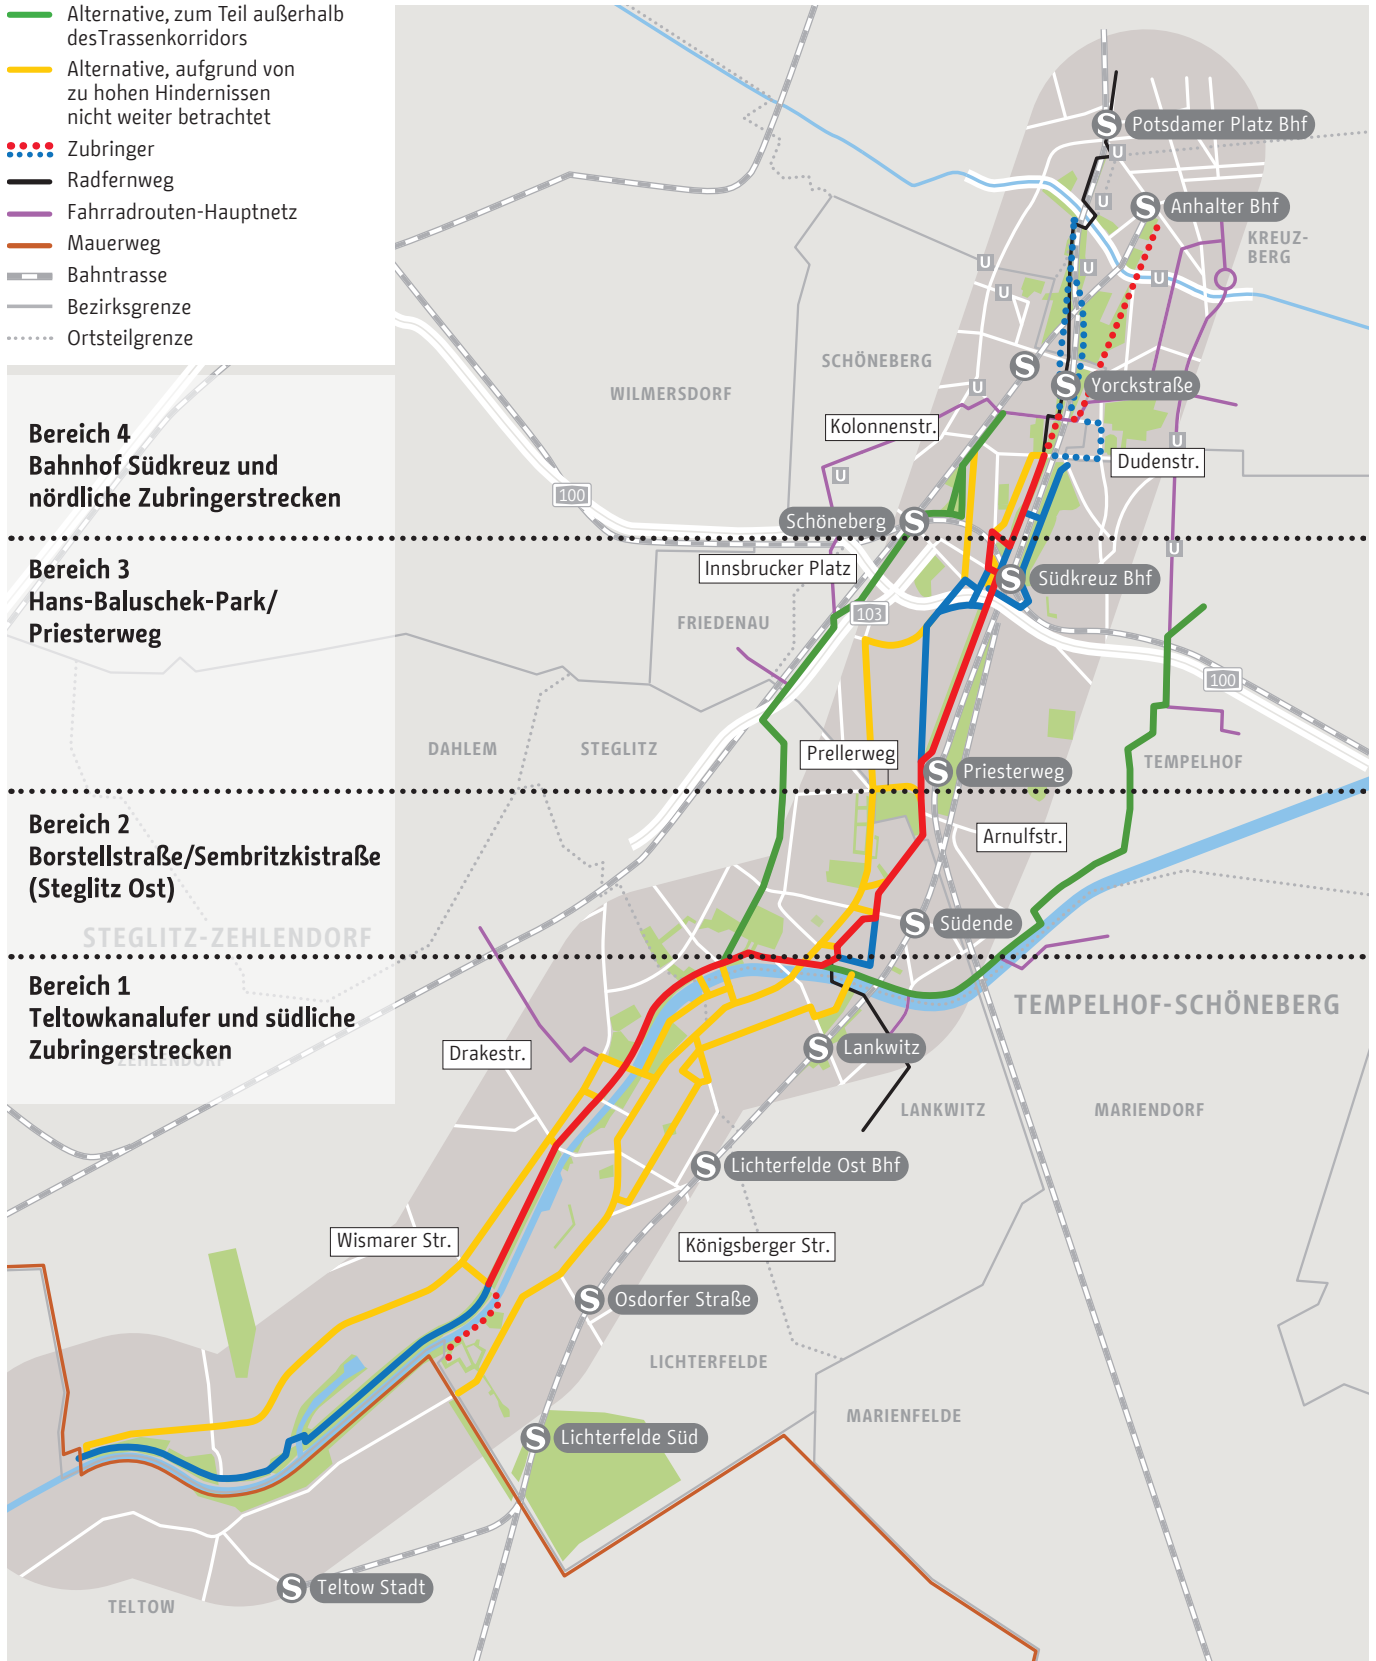 Alternative, zum Teil außerhalb
desTrassenkorridors
Alternative, aufgrund von
zu hohen Hindernissen
nicht weiter betrachtet
Zubringer
Radfernweg
Fahrradrouten-Hauptnetz
Mauerweg
Bahntrasse
Bezirksgrenze
Ortsteilgrenze
Bereich 4
Bahnhof Südkreuz und
nördliche Zubringerstrecken
Bereich 3
Hans-Baluschek-Park/
Priesterweg
Bereich 2
Borstellstraße/Sembritzkistraße
(Steglitz Ost)
STEGLITZ-ZEHLENDORF
Bereich 1
Teltowkanalufer und südliche
Zubringerstrecken
ZEHLENDORF
S Potsdamer Platz Bhf
U
U
S Anhalter Bhf
KREUZ-
BERG
U
U
U
U
SCHÖNEBERG
S
WILMERSDORF
U
S Yorckstraße
Kolonnenstr.
U
U
Dudenstr.
100
Schöneberg S
U
Innsbrucker Platz
S Südkreuz Bhf
103
FRIEDENAU
100
DAHLEM
STEGLITZ
Prellerweg
S Priesterweg
TEMPELHOF
Arnulfstr.
S Südende
TEMPELHOF-SCHÖNEBERG
Drakestr.
S Lankwitz
LANKWITZ
MARIENDORF
S Lichterfelde Ost Bhf
Wismarer Str.
Königsberger Str.
S Osdorfer Straße
LICHTERFELDE
MARIENFELDE
S Lichterfelde Süd
S Teltow Stadt
TELTOW